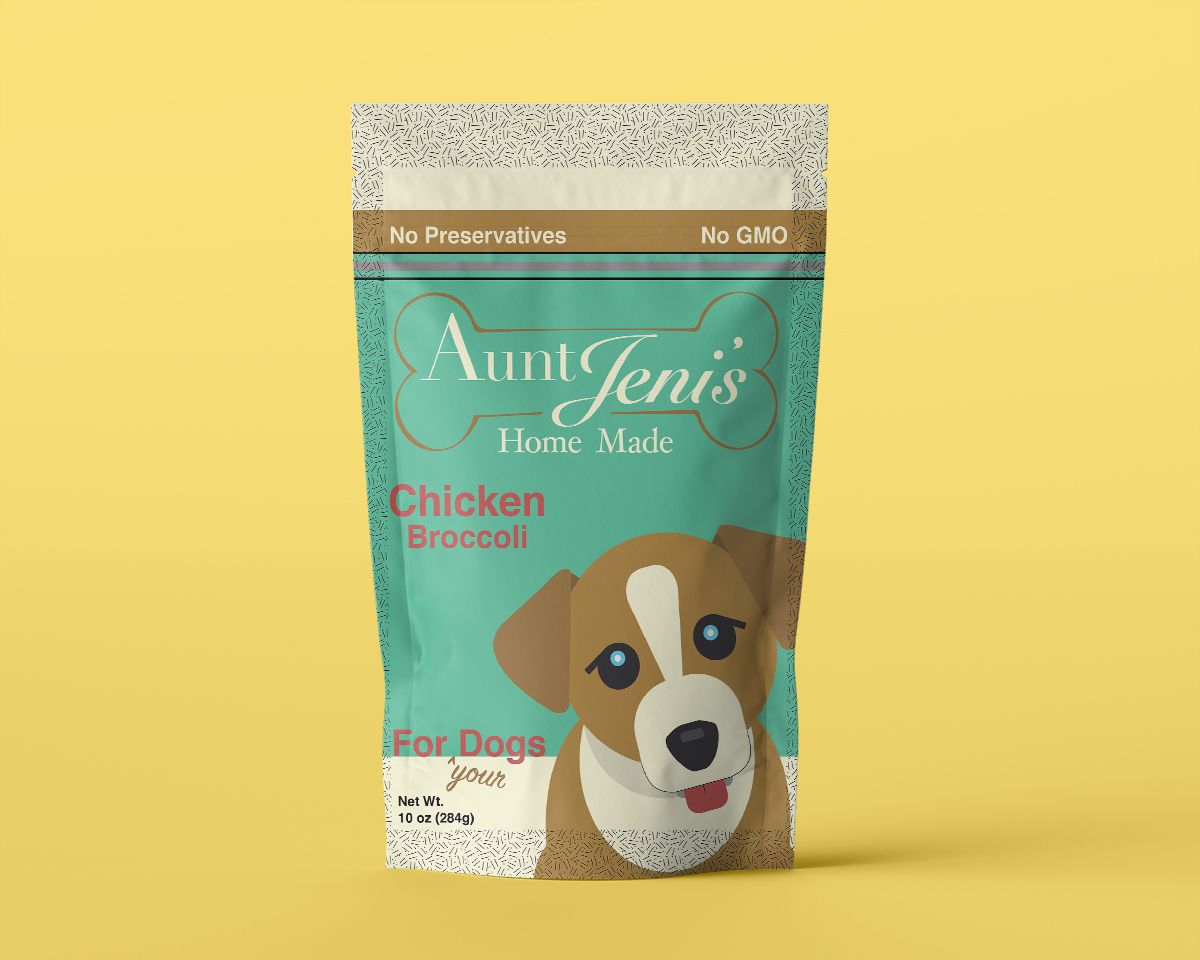 No Preservatives No GMO
Aunt Jeni's
Home Made
Chicken
Broccoli
For Dogs
^your
Net Wt.
10 oz (284g)